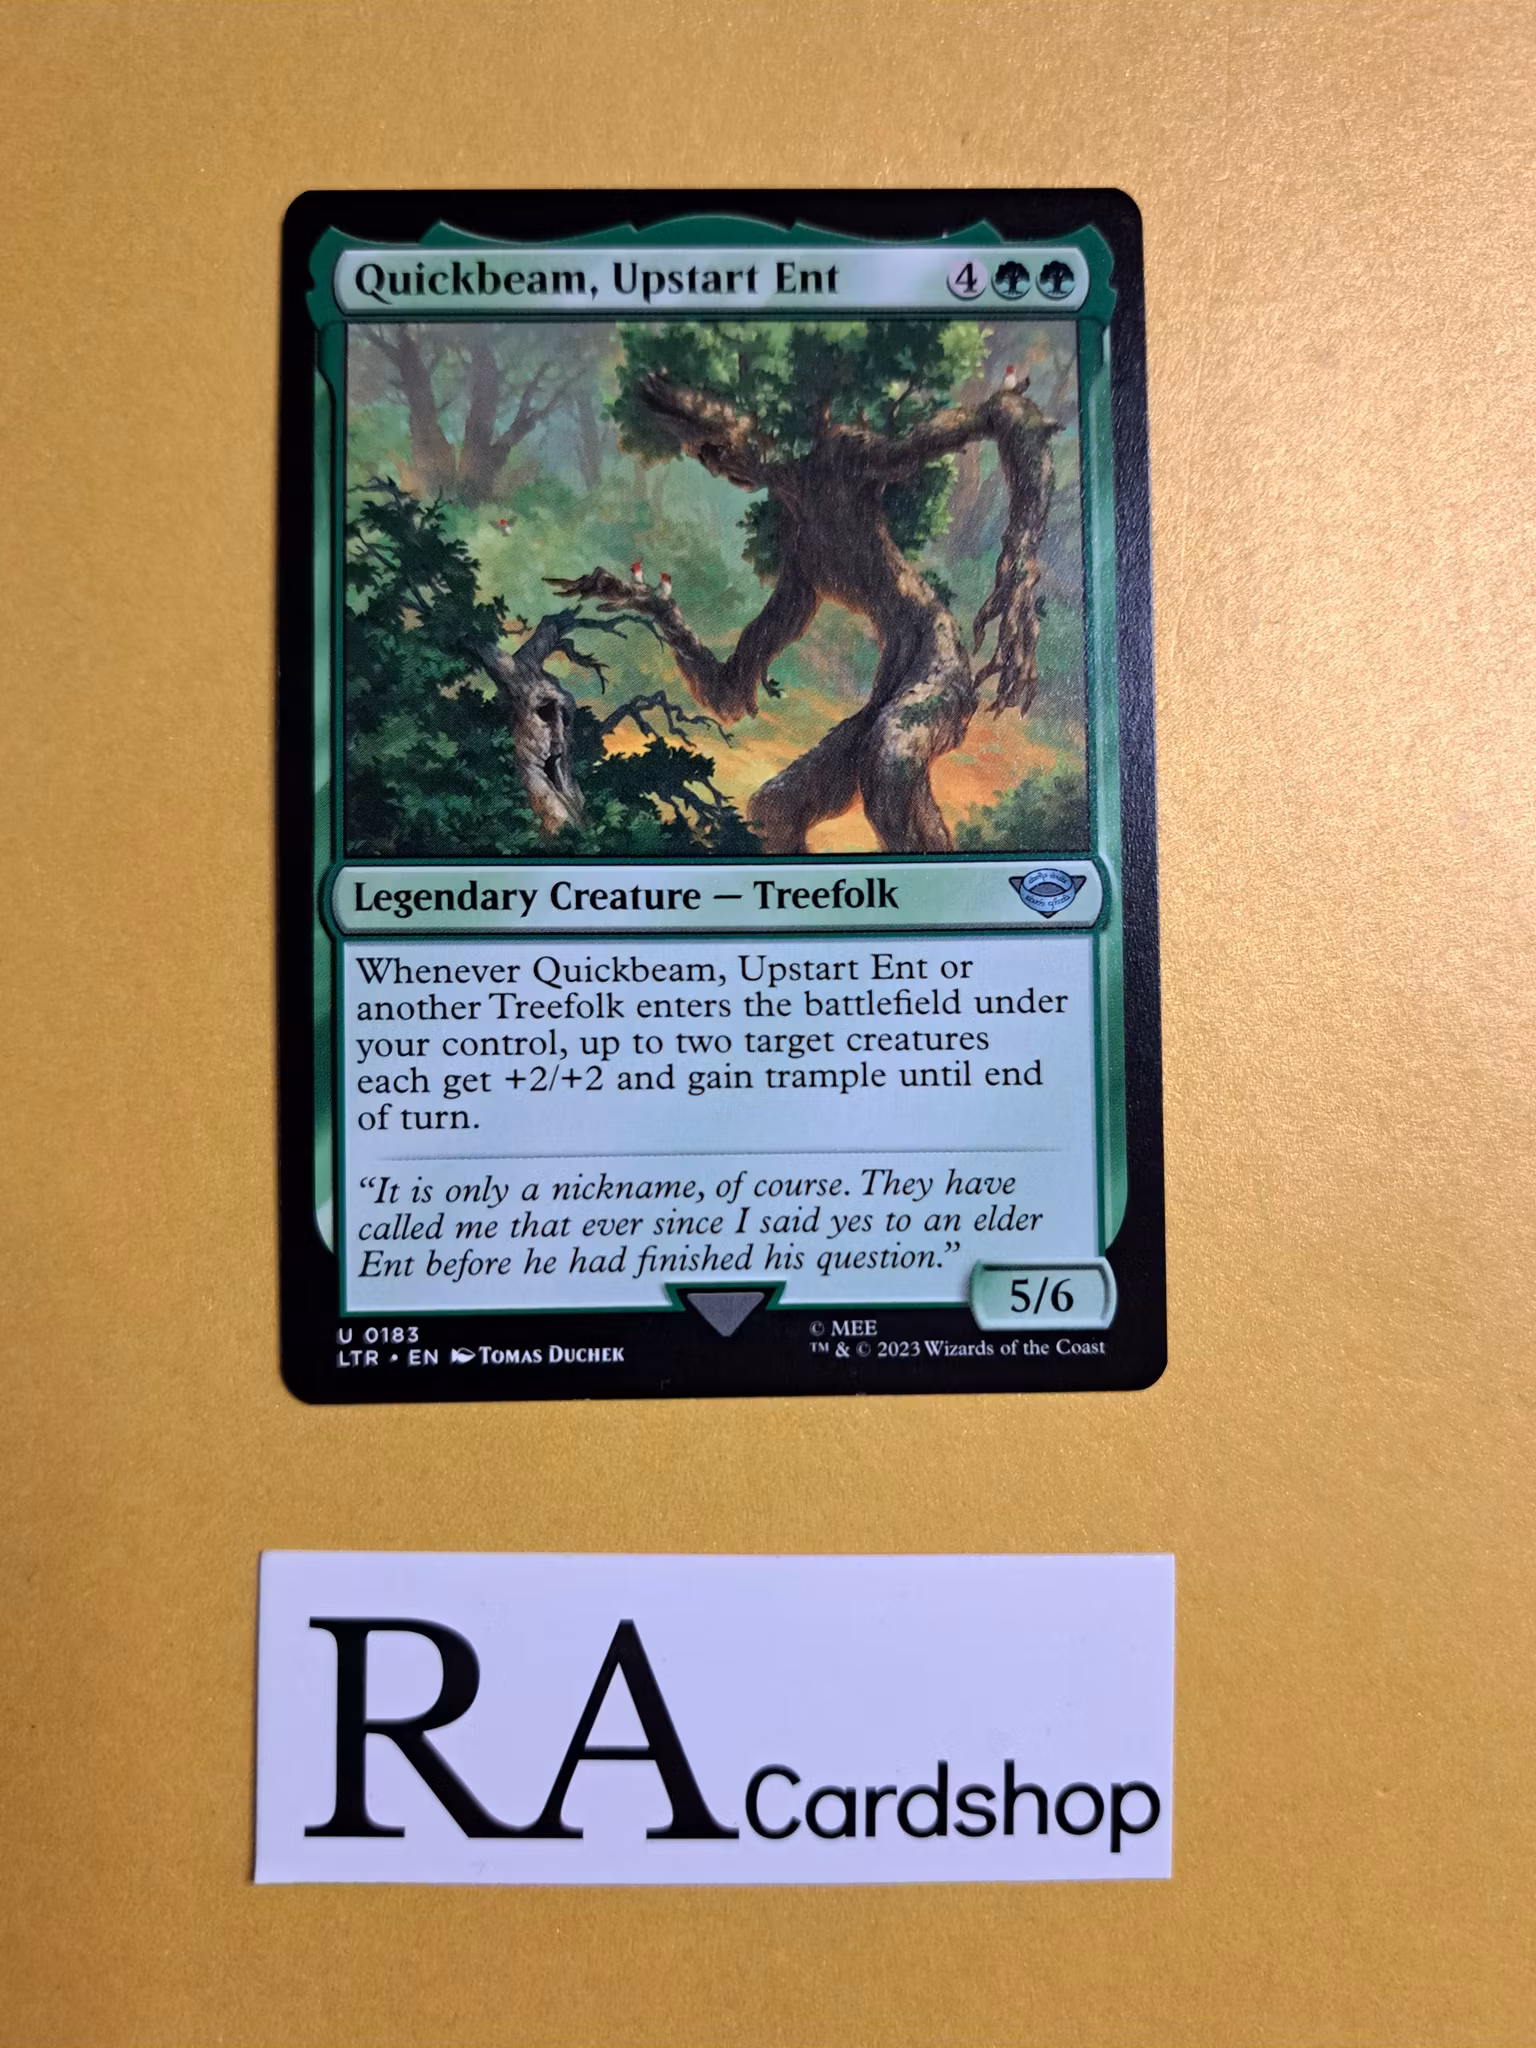 Quickbeam, Upstart Ent 4
Legendary Creature — Treefolk
Whenever Quickbeam, Upstart Ent or
another Treefolk enters the battlefield under
your control, up to two target creatures
each get +2/+2 and gain trample until end
of turn.
“It is only a nickname, of course. They have
called me that ever since I said yes to an elder
Ent before he had finished his question.”
5/6
U 0183
LTR • EN TOMAS DUCHEK
© MEE
™ & © 2023 Wizards of the Coast
RA Cardshop